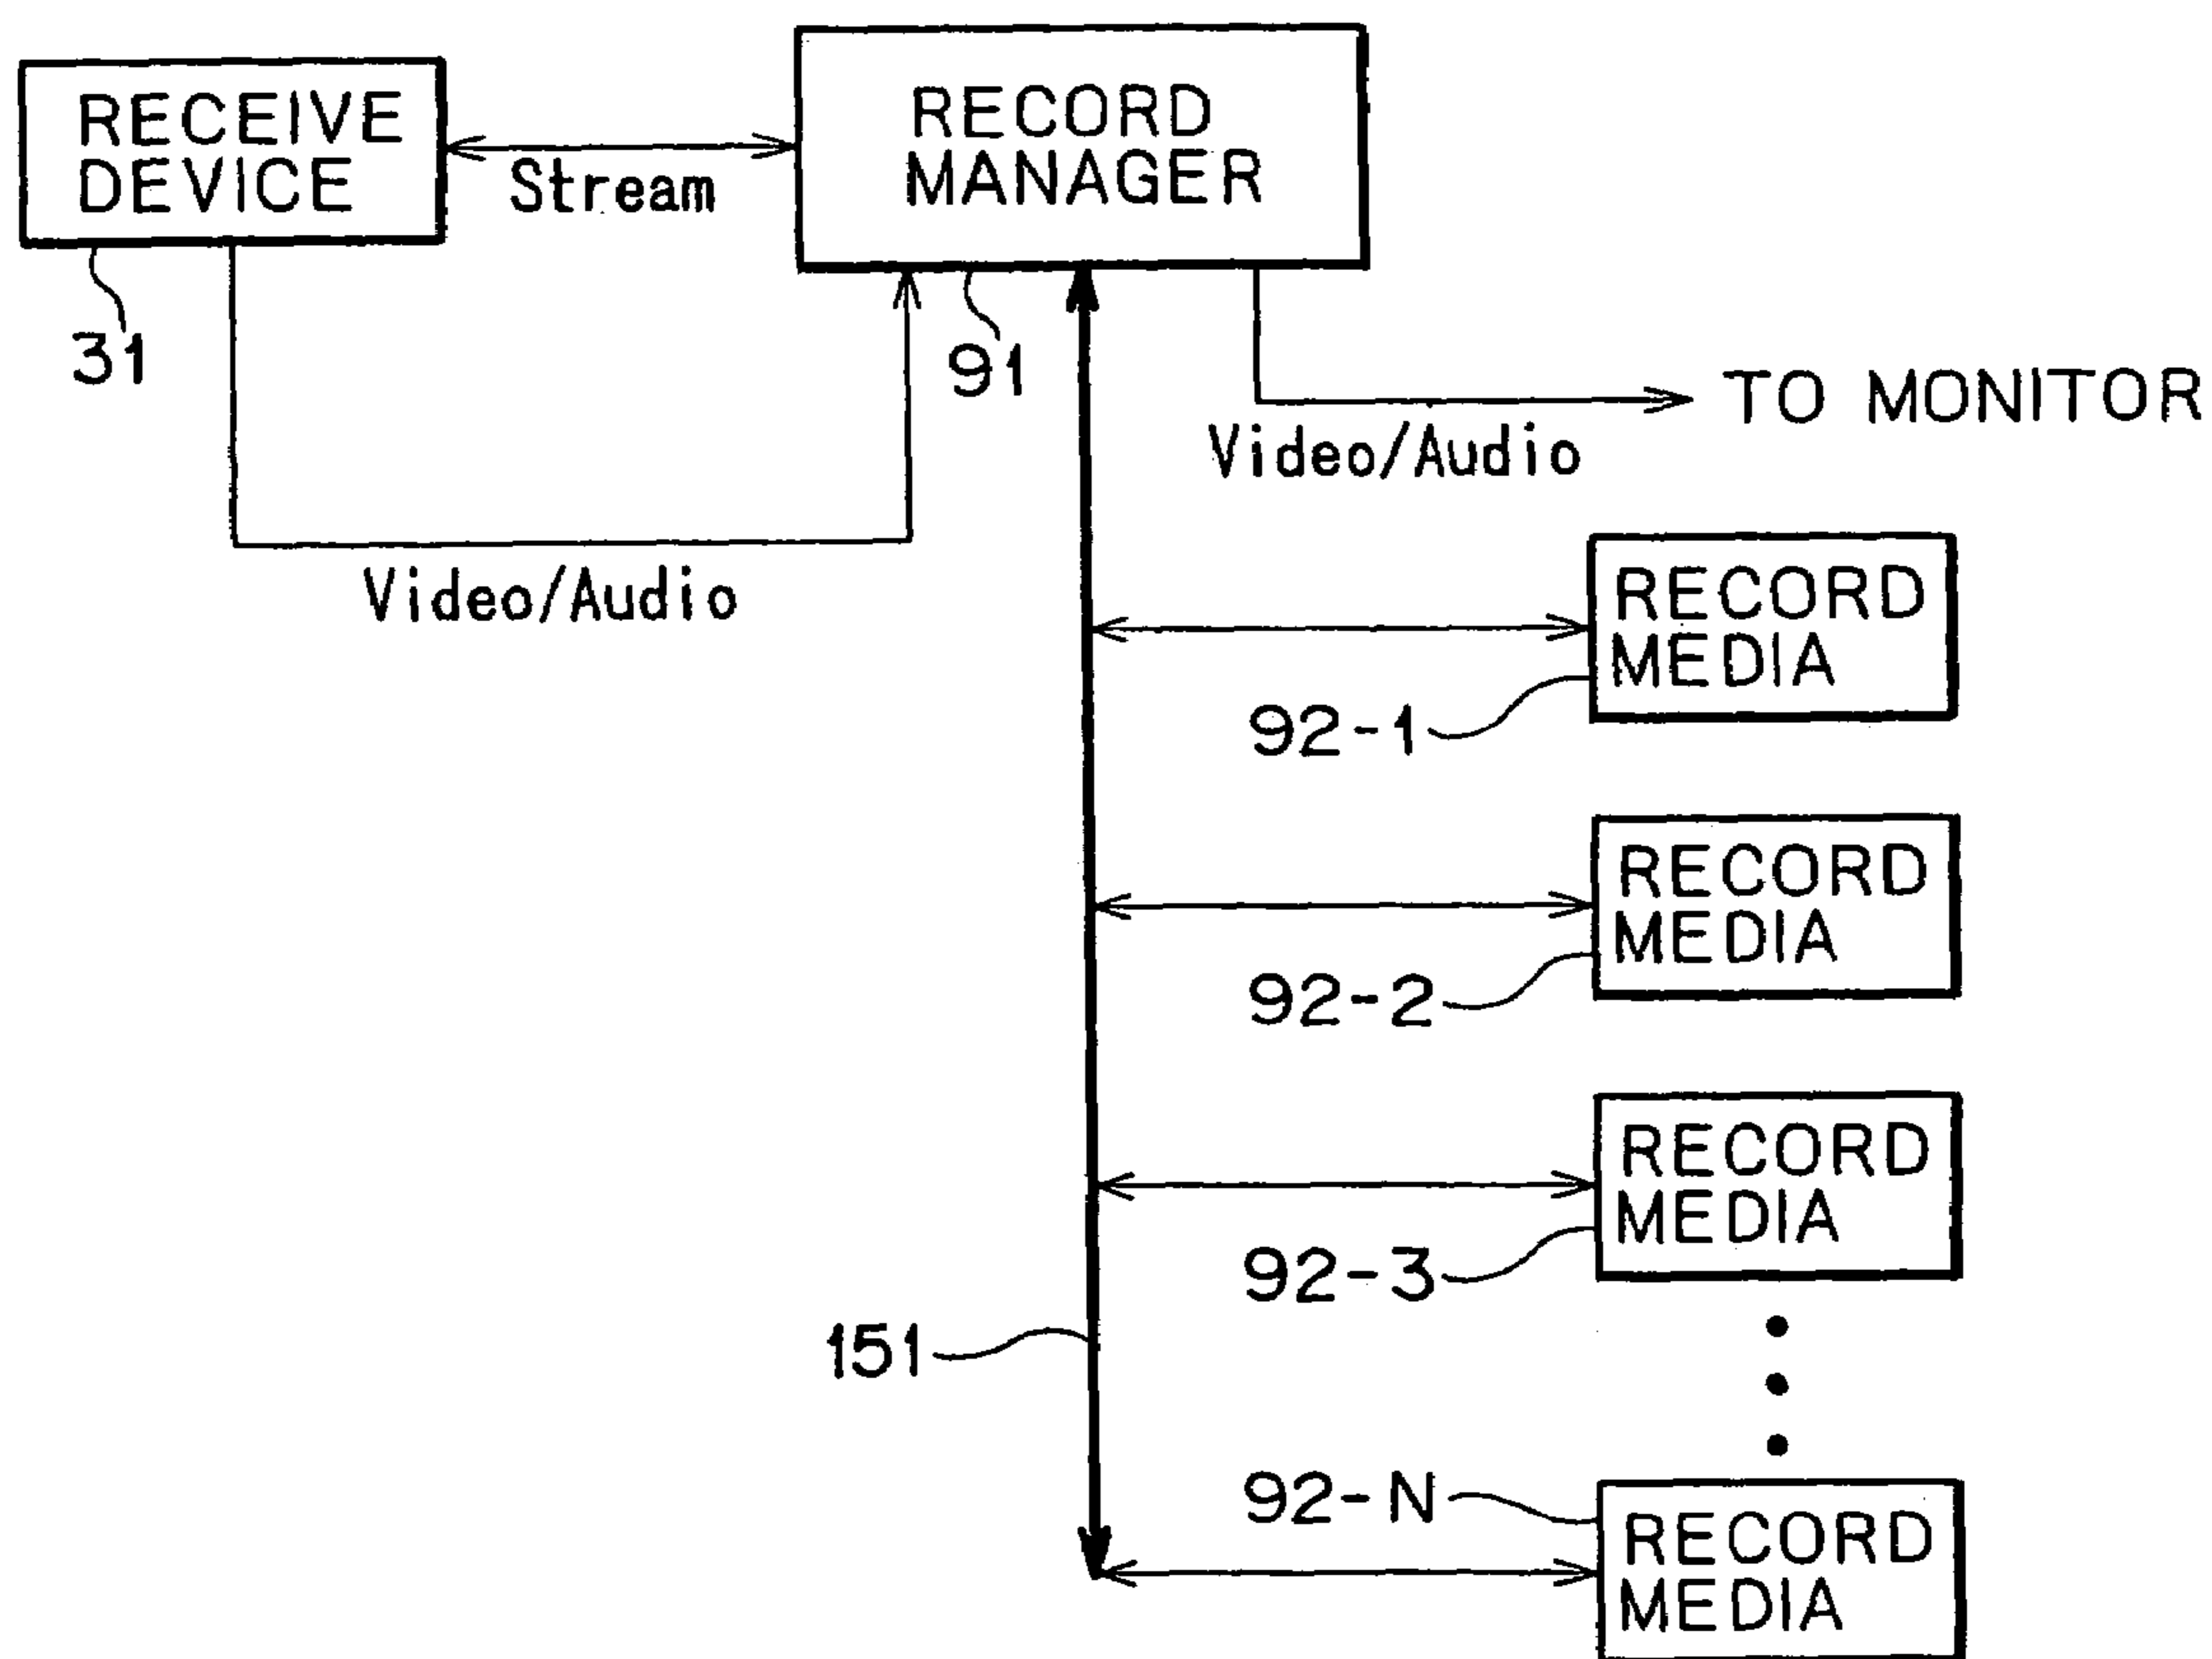 RECEIVE
DEVICE
31
Stream
RECORD
MANAGER
91
TO MONITOR
Video/Audio
Video/Audio
RECORD
MEDIA
92-1
RECORD
MEDIA
92-2
RECORD
MEDIA
92-3
151
92-N
RECORD
MEDIA